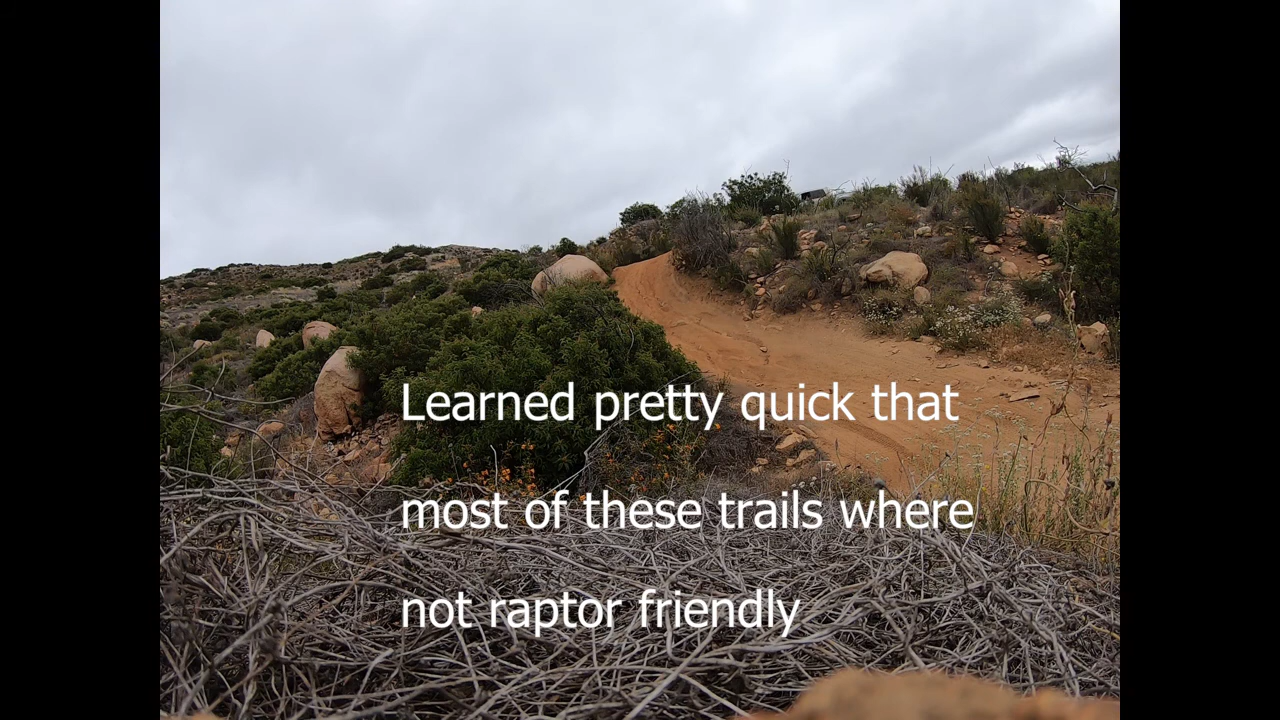 Learned pretty quick that
most of these trails where
not raptor friendly